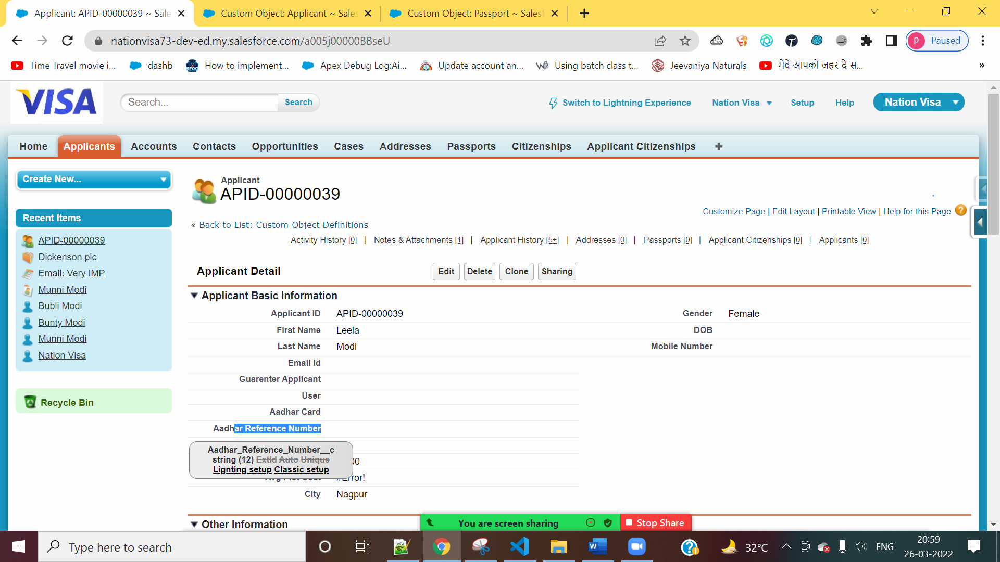 Applicant: APID-00000039 ~ Sale
Custom Object: Applicant ~ Sales
Custom Object: Passport ~ Salesf
nationvisa73-dev-ed.my.salesforce.com/a005j00000BBseU
P Paused
Time Travel movie i...
dashb
How to implement...
Apex Debug Log:Ai...
Update account an...
Using batch class t...
Jeevaniya Naturals
मेवे आपको जहर दे स...
»
VISA
Search...
Search
Switch to Lightning Experience
Nation Visa
Setup
Help
Nation Visa
Home
Applicants
Accounts
Contacts
Opportunities
Cases
Addresses
Passports
Citizenships
Applicant Citizenships
Create New...
Recent Items
APID-00000039
Dickenson plc
Email: Very IMP
Munni Modi
Bubli Modi
Bunty Modi
Munni Modi
Nation Visa
Recycle Bin
Applicant
APID-00000039
Customize Page | Edit Layout | Printable View | Help for this Page
« Back to List: Custom Object Definitions
Activity History [0] | Notes & Attachments [1] | Applicant History [5+] | Addresses [0] | Passports [0] | Applicant Citizenships [0] | Applicants [0]
Applicant Detail
Edit
Delete
Clone
Sharing
Applicant Basic Information
Applicant ID APID-00000039 Gender Female
First Name Leela DOB
Last Name Modi Mobile Number
Email Id
Guarenter Applicant
User
Aadhar Card
Aadhar Reference Number
Aadhar_Reference_Number__c
string (12) ExtId Auto Unique
Lignting setup Classic setup
City Nagpur
Other Information
You are screen sharing
Stop Share
Type here to search
32°C
ENG
20:59
26-03-2022